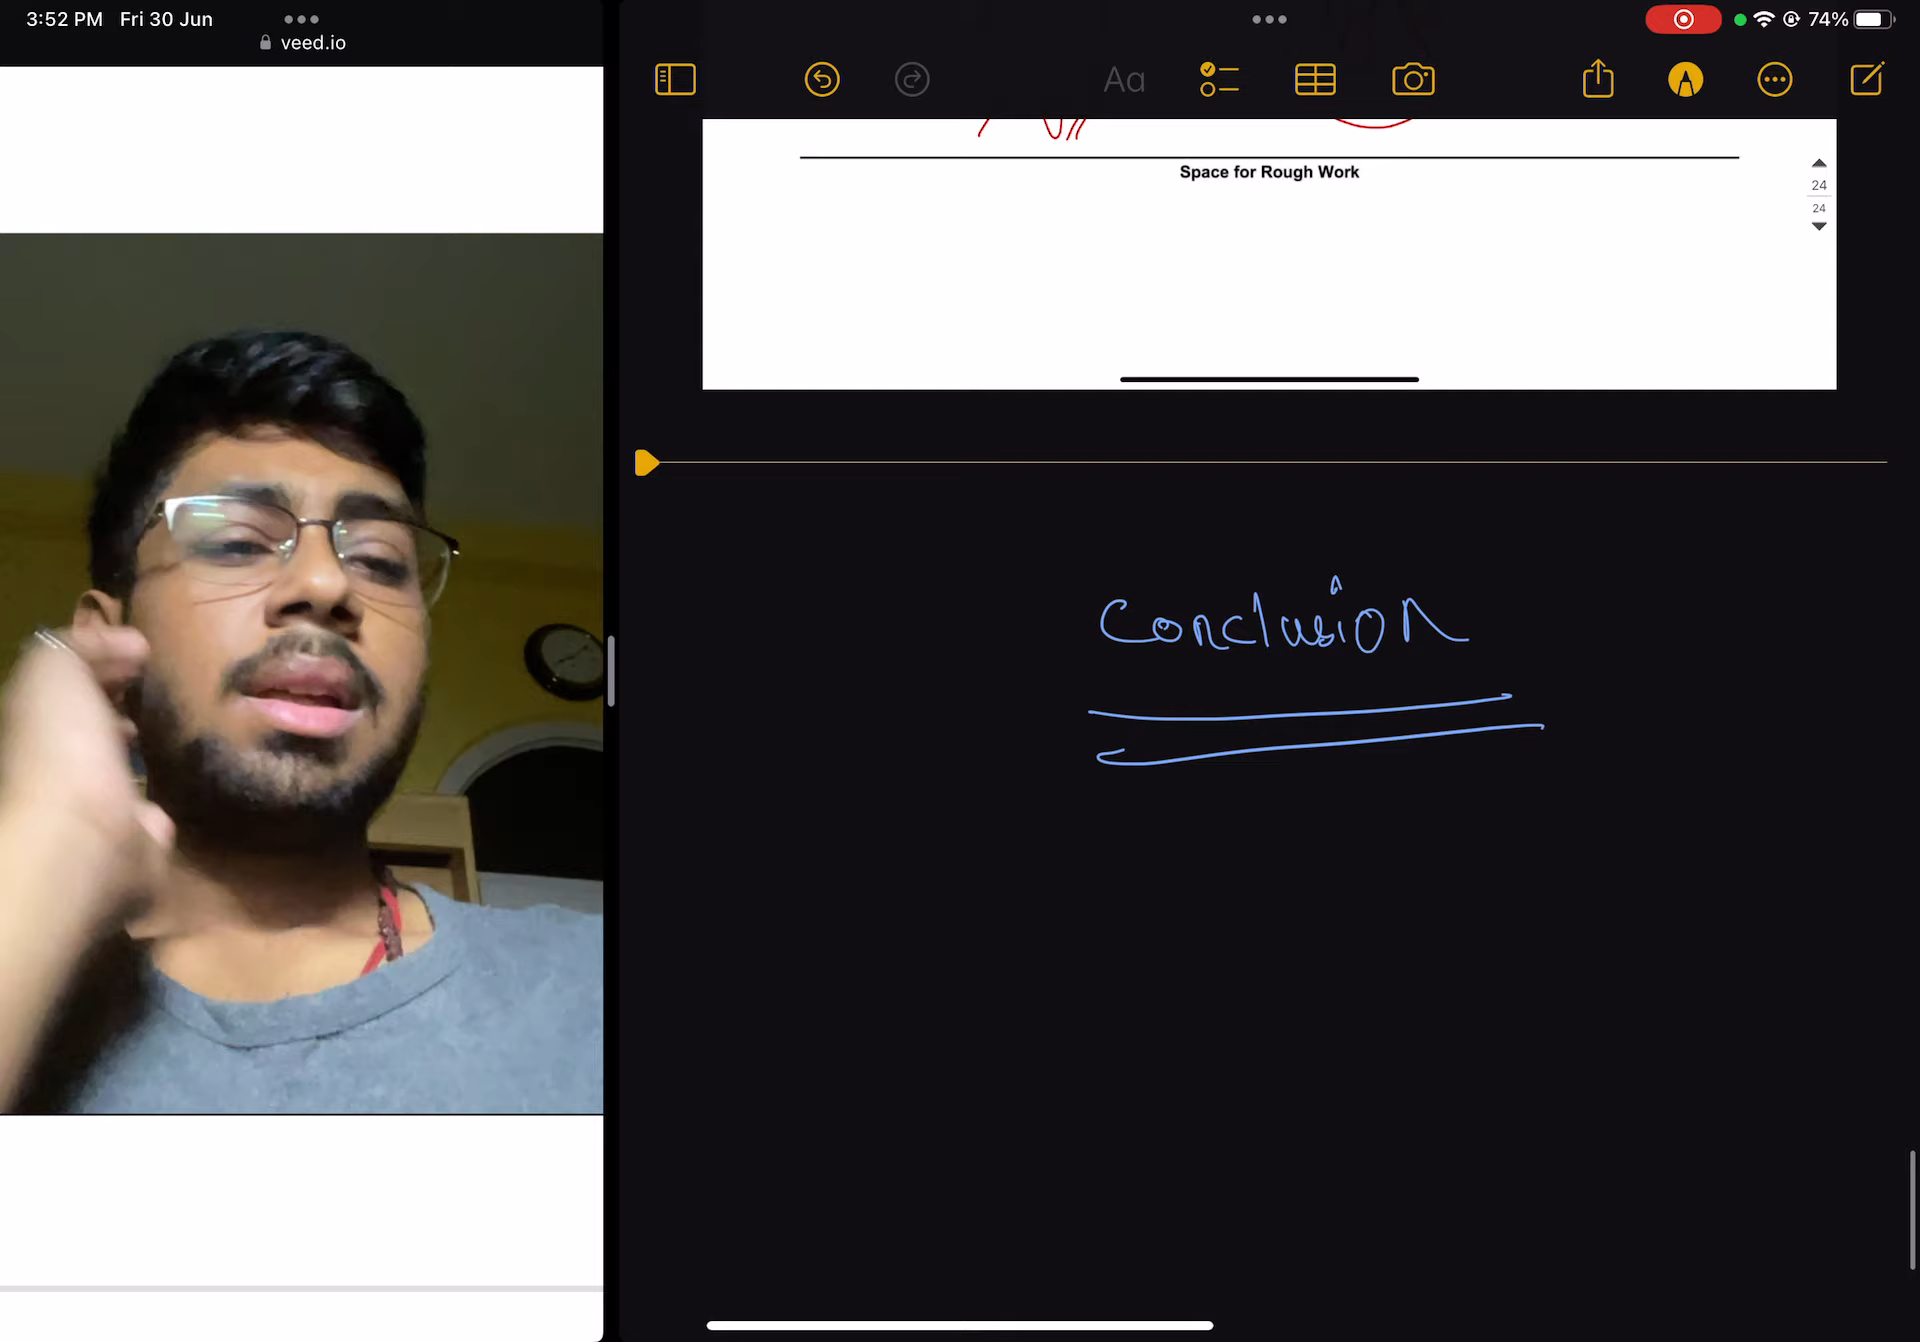 3:52 PM Fri 30 Jun
veed.io
74%
Aa
Space for Rough Work
24
24
Conclusion